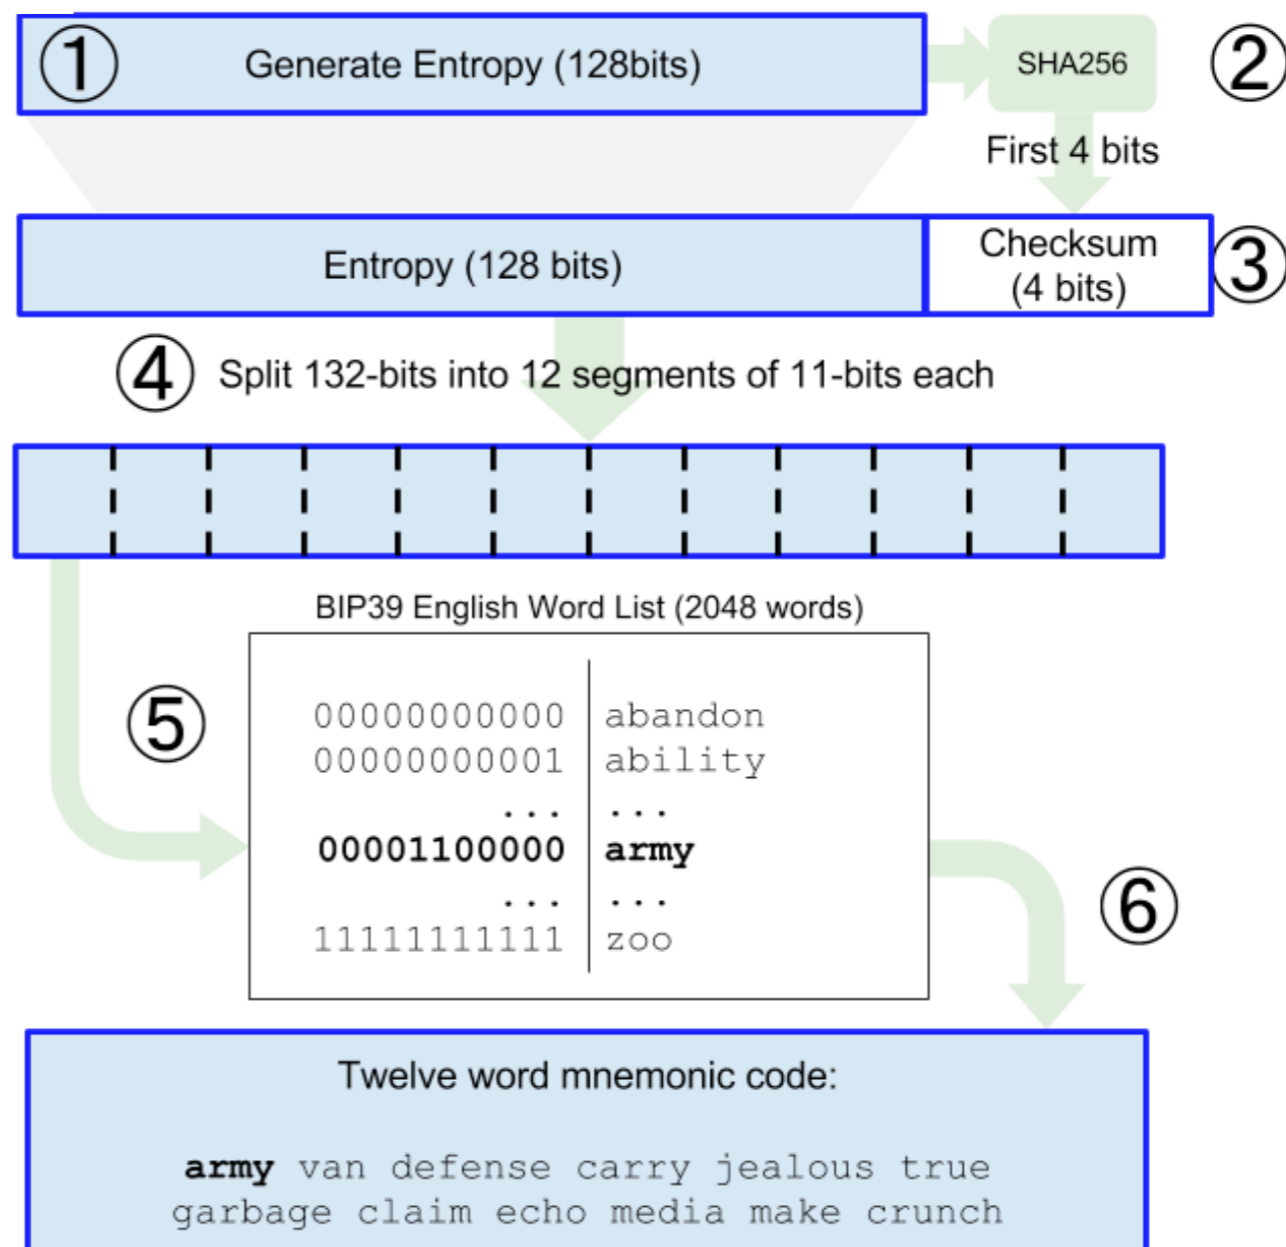 ① Generate Entropy (128bits)
SHA256
②
First 4 bits
Entropy (128 bits)
Checksum
(4 bits)
③
④ Split 132-bits into 12 segments of 11-bits each
BIP39 English Word List (2048 words)
⑤
00000000000 abandon
00000000001 ability
... ...
00001100000 army
... ...
11111111111 zoo
⑥
Twelve word mnemonic code:
army van defense carry jealous true
garbage claim echo media make crunch